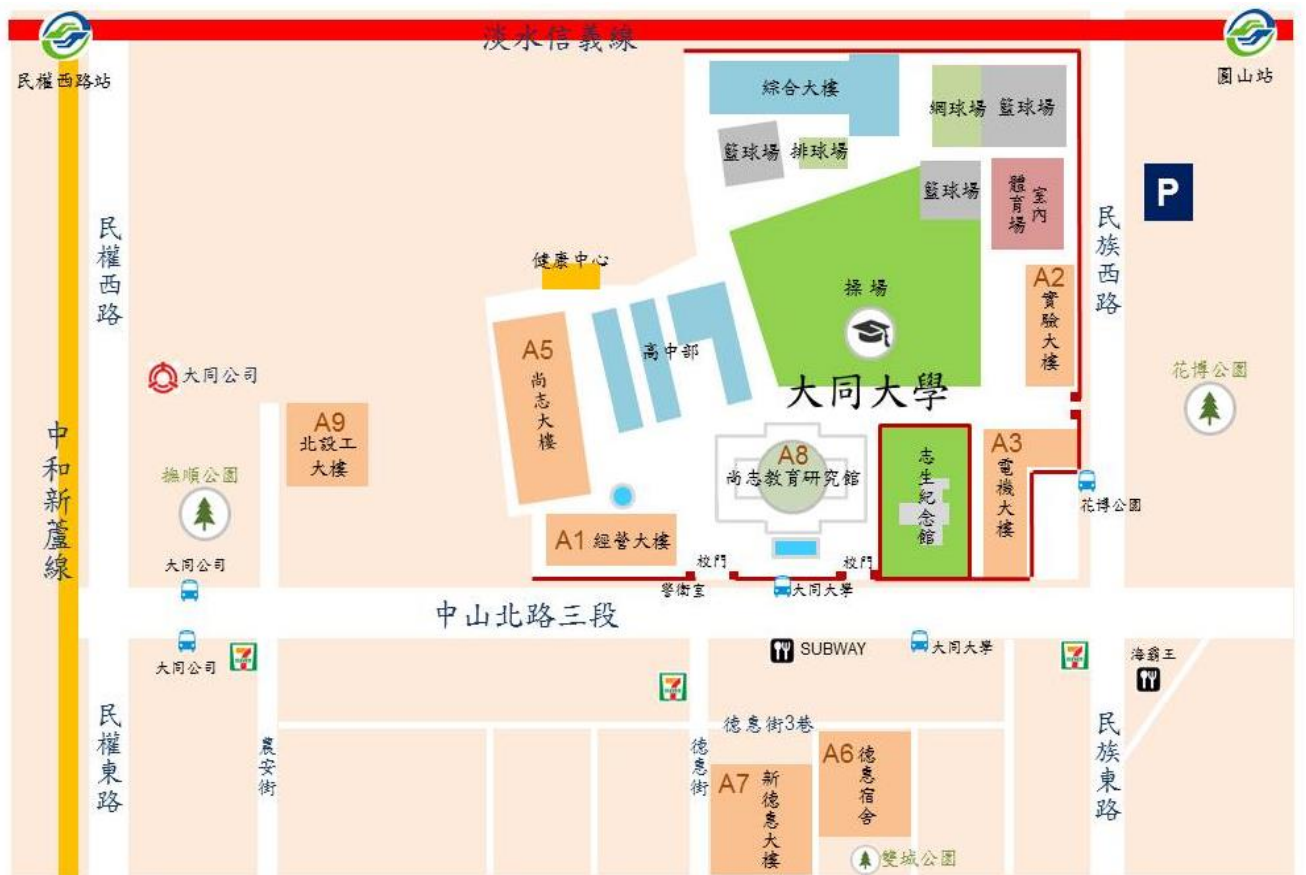 淡水信義線
民權西路站
圓山站
綜合大樓
網球場
籃球場
籃球場
排球場
籃球場
室內
體育場
P
民權西路
民族西路
健康中心
操場
A2
實驗大樓
A5
尚志大樓
高中部
大同公司
花博公園
大同大學
A9
北設工
大樓
中和新蘆線
撫順公園
A8
尚志教育研究館
志生紀念館
A3
電機大樓
花博公園
A1 經營大樓
大同公司
校門
校門
警衛室
大同大學
中山北路三段
大同公司
SUBWAY
大同大學
海霸王
民權東路
農安街
德惠街3巷
德惠街
A6
德惠宿舍
民族東路
A7
新德惠大樓
雙城公園